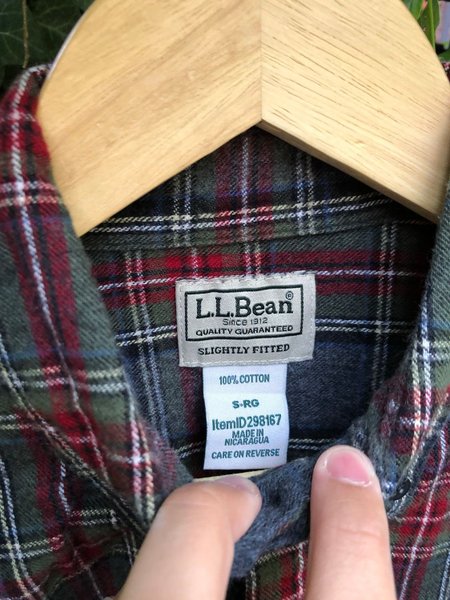 L.L.Bean®
Since 1912
QUALITY GUARANTEED
SLIGHTLY FITTED
100% COTTON
S-RG
ItemID298167
MADE IN
NICARAGUA
CARE ON REVERSE